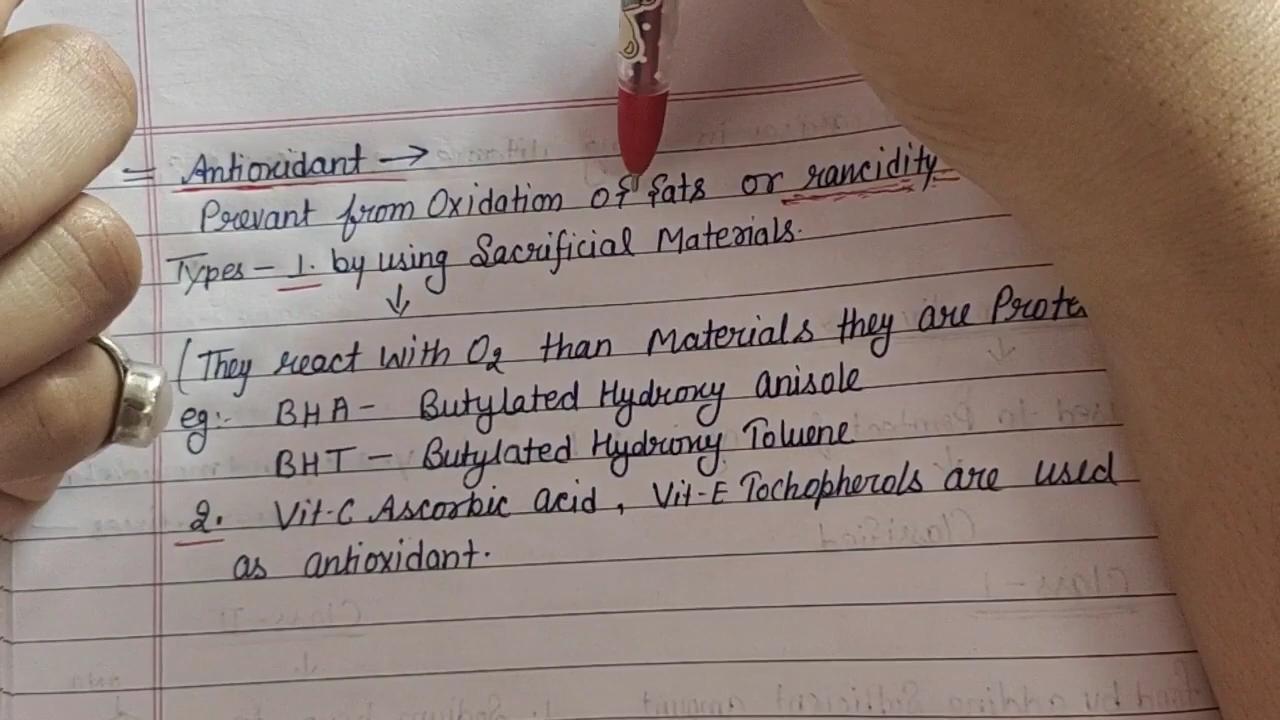 = Antioxidant →
Prevant from Oxidation of fats or rancidity
Types - 1. by using Sacrificial Materials.
↓
(They react with O2 than Materials they are Prote
eg:- BHA - Butylated Hydroxy anisole
BHT - Butylated Hydroxy Toluene
2. Vit-C Ascorbic acid, Vit-E Tochopherols are used
as antioxidant.